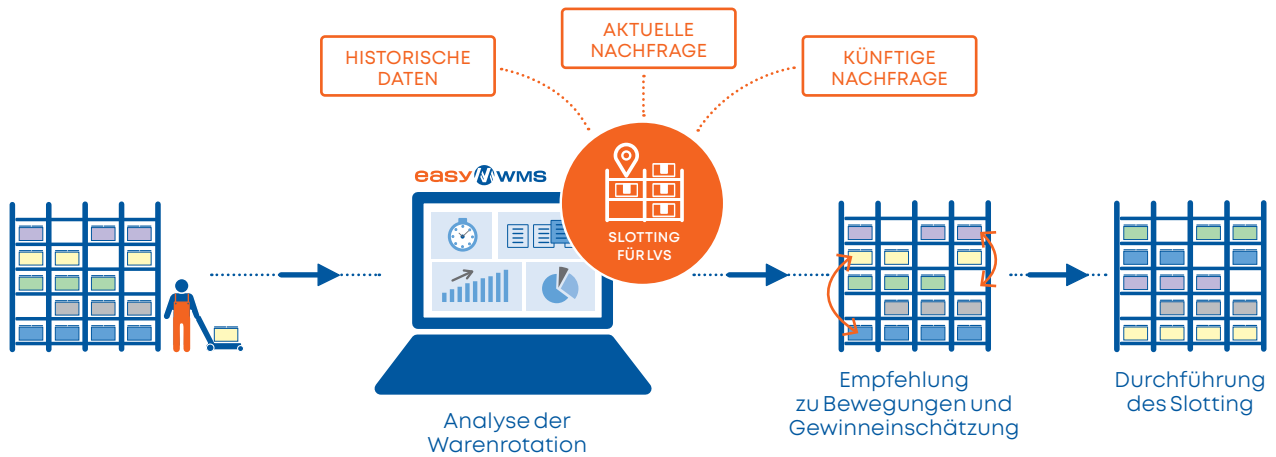 HISTORISCHE
DATEN
AKTUELLE
NACHFRAGE
KÜNFTIGE
NACHFRAGE
easy WMS
SLOTTING
FÜR LVS
Analyse der
Warenrotation
Empfehlung
zu Bewegungen und
Gewinneinschätzung
Durchführung
des Slotting